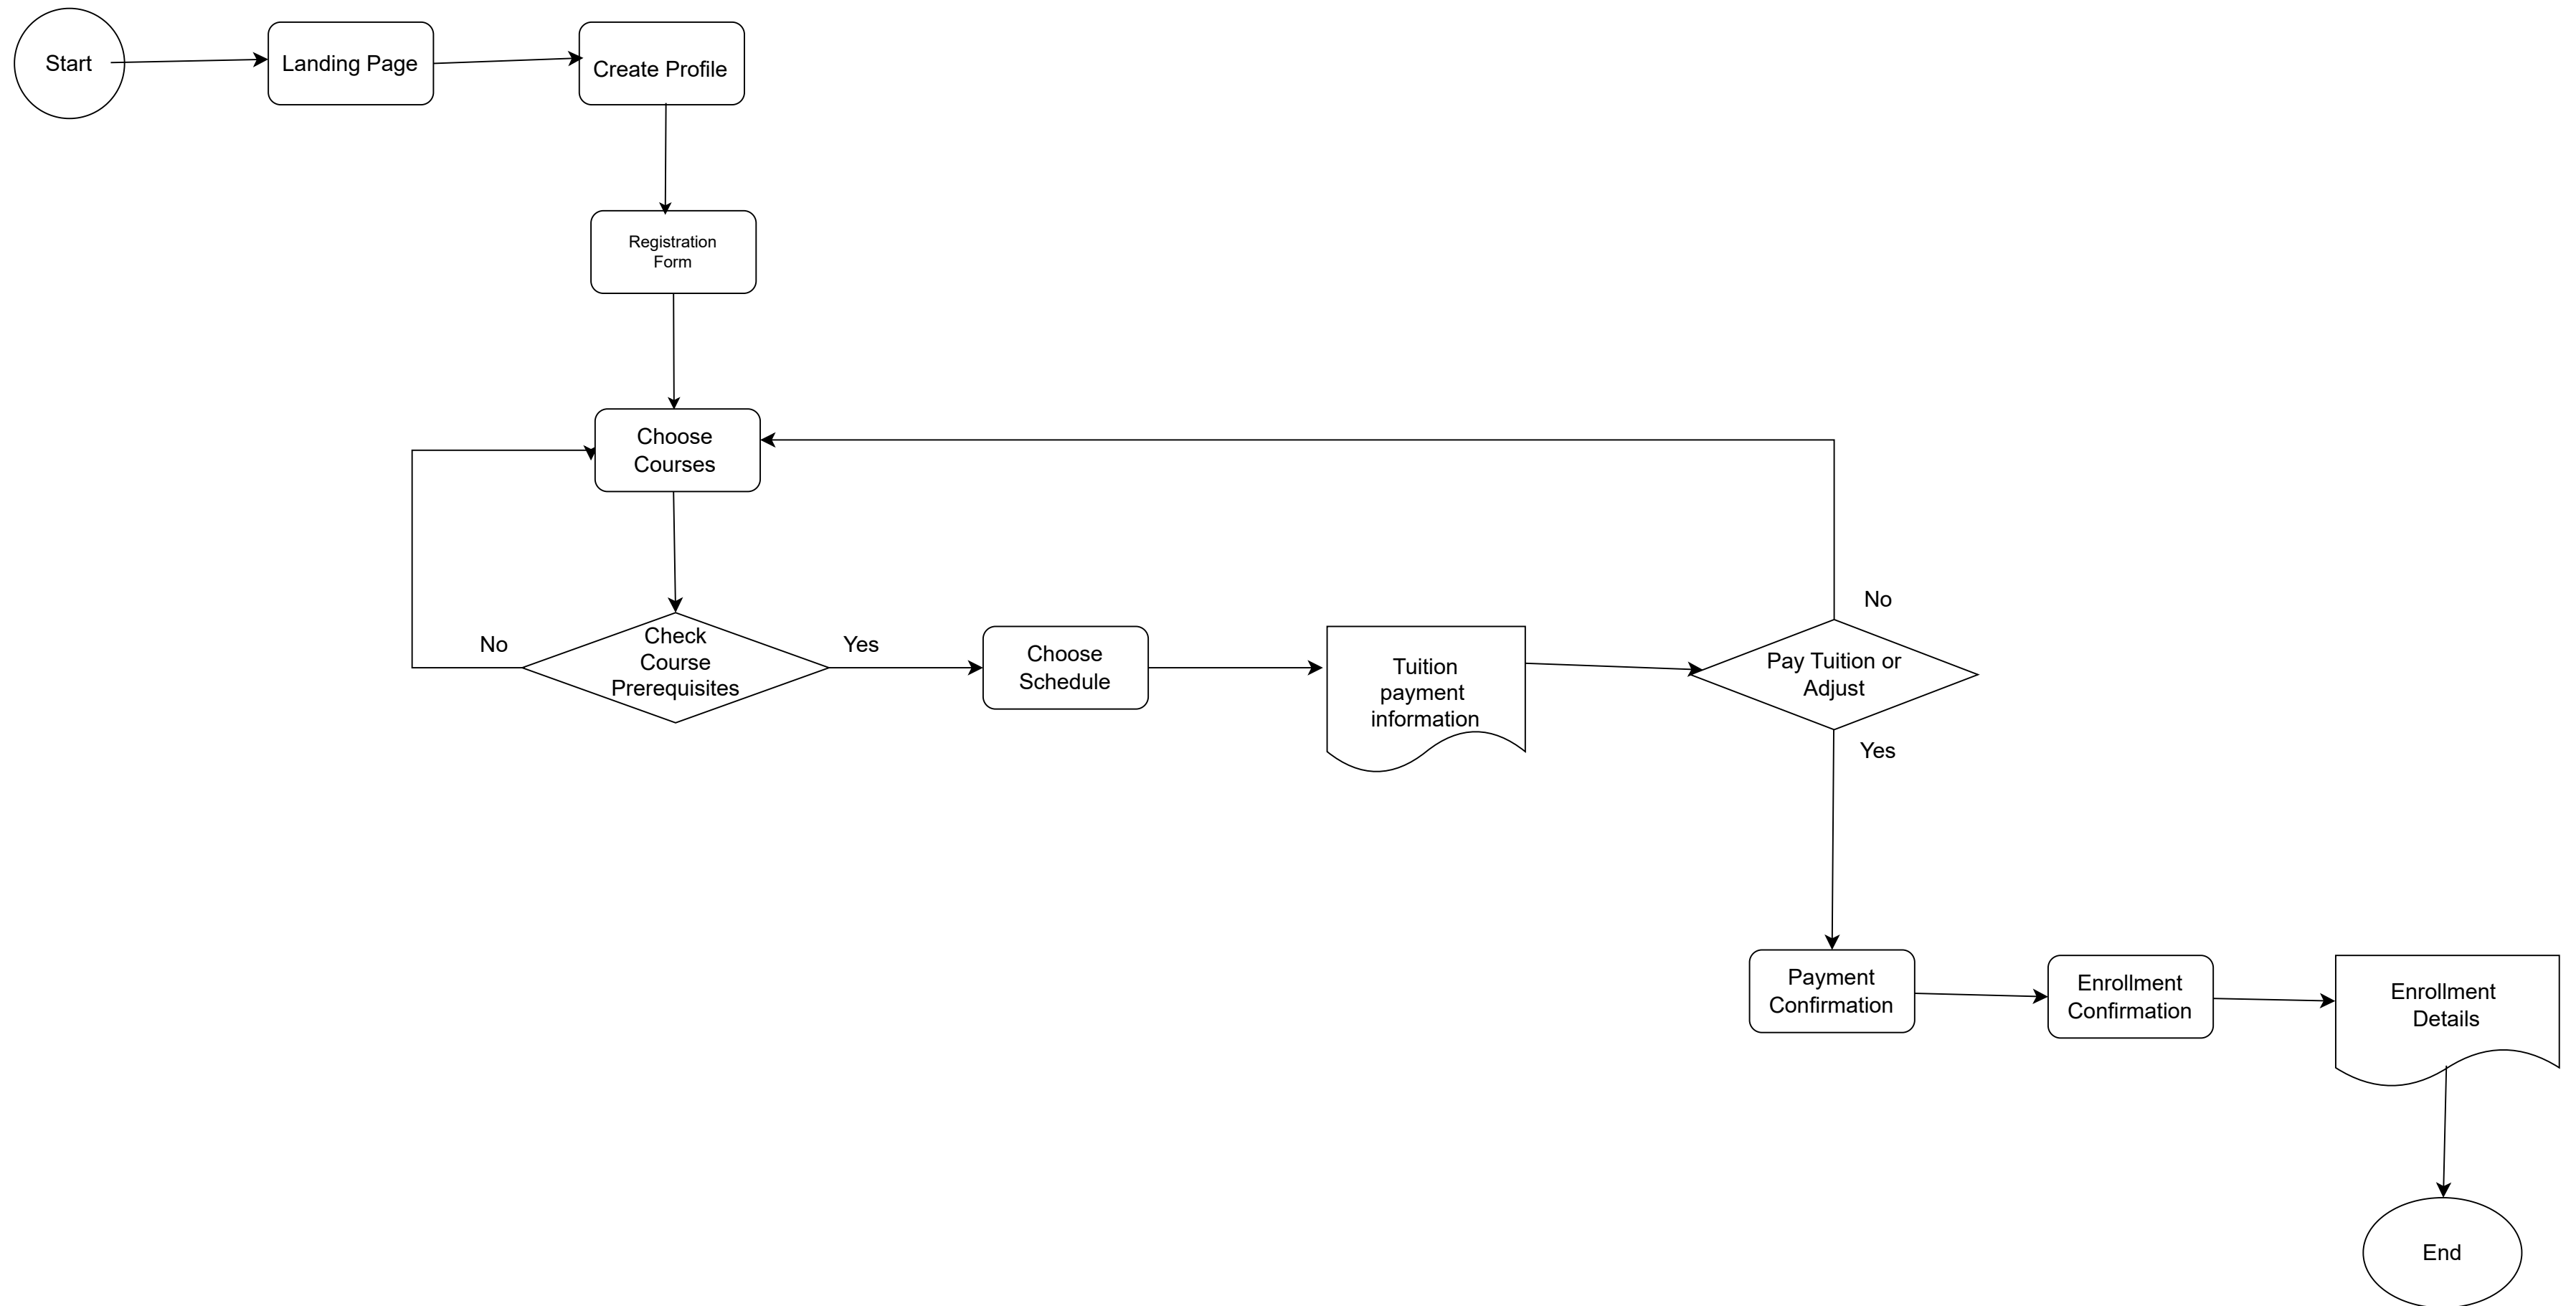 Start
Landing Page
Create Profile
Registration
Form
Choose
Courses
No
Check
Course
Prerequisites
Yes
Choose
Schedule
Tuition
payment
information
No
Pay Tuition or
Adjust
Yes
Payment
Confirmation
Enrollment
Confirmation
Enrollment
Details
End